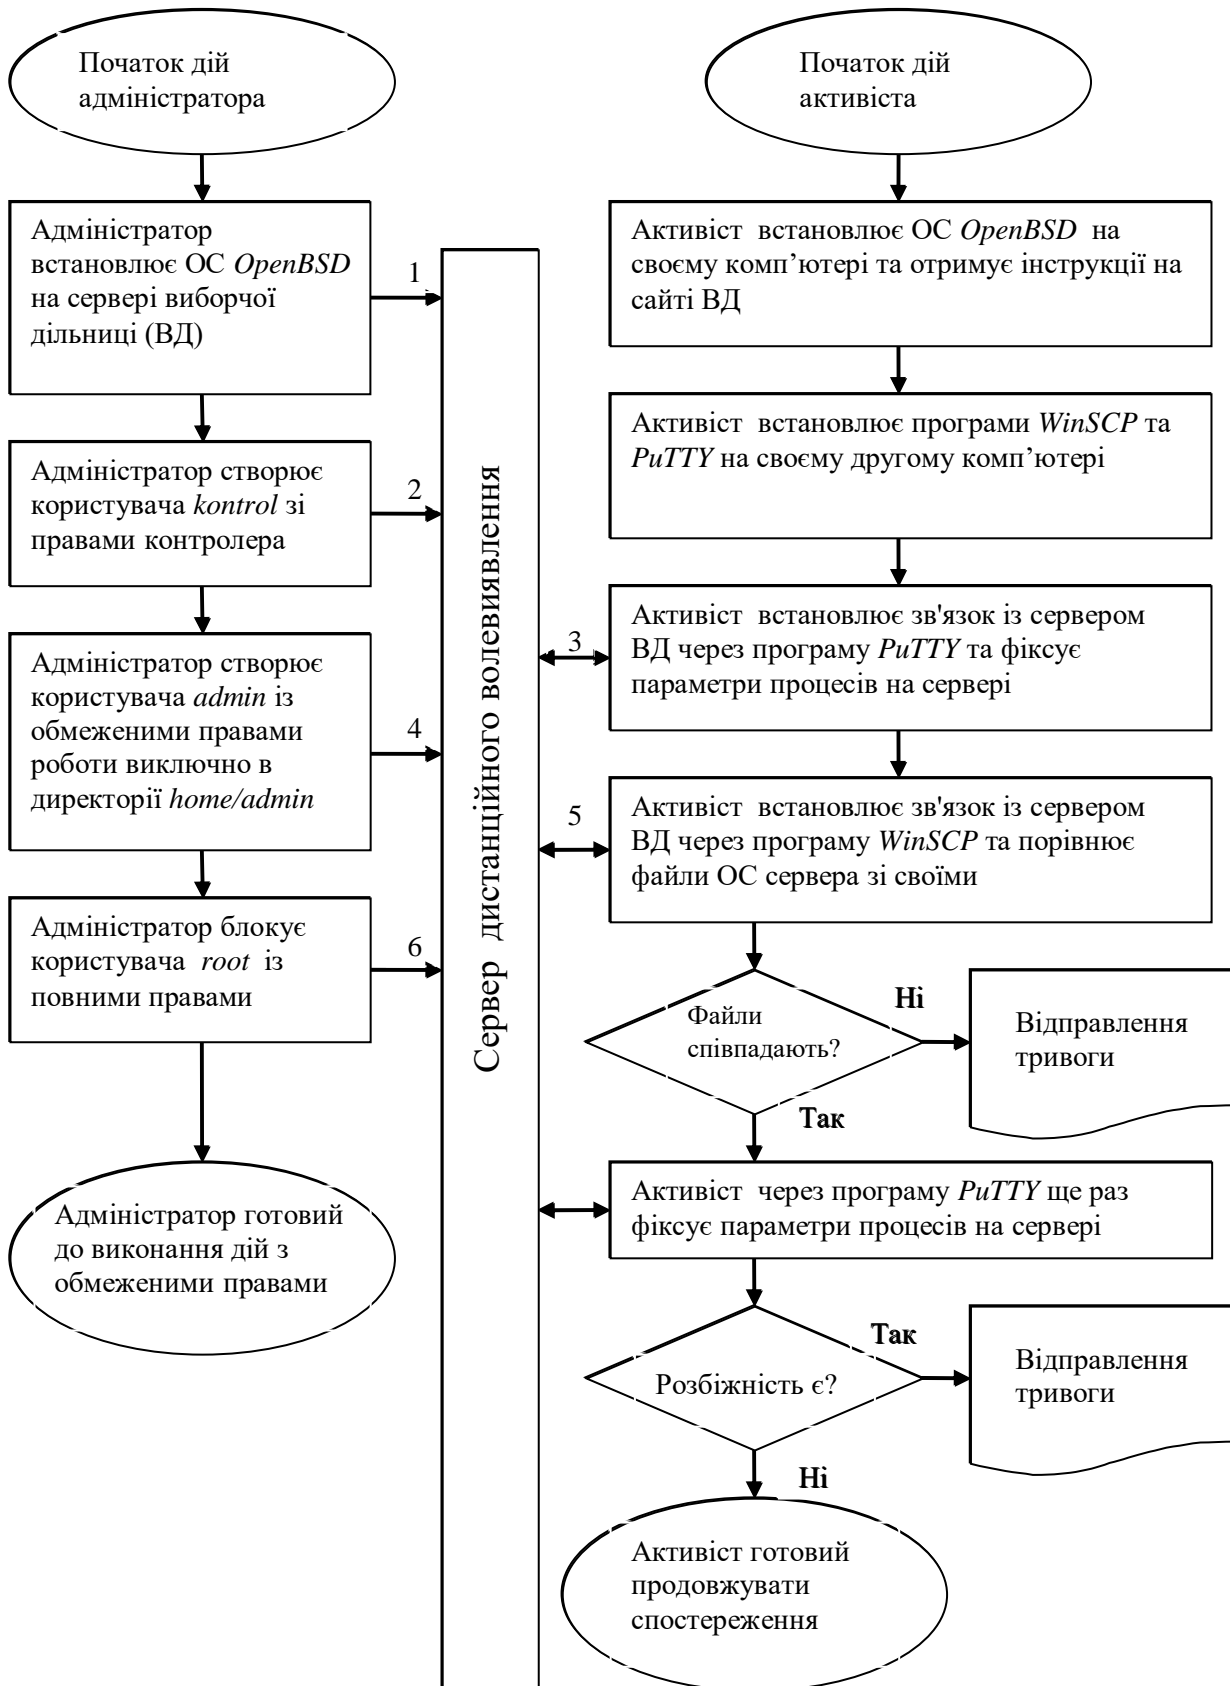 Початок дій
адміністратора
Адміністратор
встановлює ОС OpenBSD
на сервері виборчої
дільниці (ВД)
1
Адміністратор створює
користувача kontrol зі
правами контролера
2
Адміністратор створює
користувача admin із
обмеженими правами
роботи виключно в
директорії home/admin
4
Адміністратор блокує
користувача root із
повними правами
6
Адміністратор готовий
до виконання дій з
обмеженими правами
Сервер дистанційного волевиявлення
Початок дій
активіста
Активіст встановлює ОС OpenBSD на
своєму комп’ютері та отримує інструкції на
сайті ВД
Активіст встановлює програми WinSCP та
PuTTY на своєму другому комп’ютері
3
Активіст встановлює зв'язок із сервером
ВД через програму PuTTY та фіксує
параметри процесів на сервері
5
Активіст встановлює зв'язок із сервером
ВД через програму WinSCP та порівнює
файли ОС сервера зі своїми
Файли
співпадають?
Ні
Відправлення
тривоги
Так
Активіст через програму PuTTY ще раз
фіксує параметри процесів на сервері
Розбіжність є?
Так
Відправлення
тривоги
Ні
Активіст готовий
продовжувати
спостереження